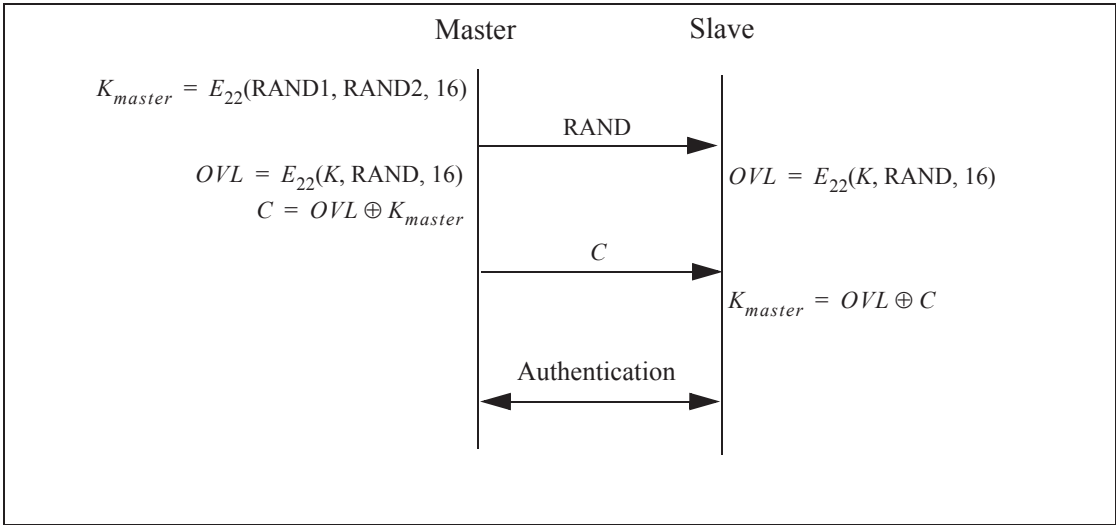 Master Slave
K_master = E_22(RAND1, RAND2, 16)
RAND
OVL = E_22(K, RAND, 16) OVL = E_22(K, RAND, 16)
C = OVL ⊕ K_master
C
K_master = OVL ⊕ C
Authentication